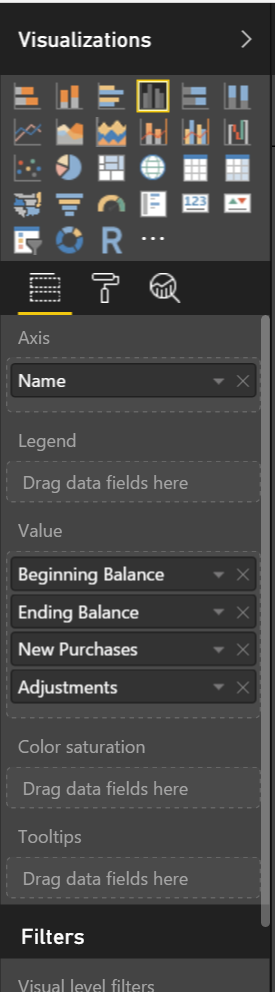 Visualizations
123
R
Axis
Name
Legend
Drag data fields here
Value
Beginning Balance
Ending Balance
New Purchases
Adjustments
Color saturation
Drag data fields here
Tooltips
Drag data fields here
Filters
Visual level filters